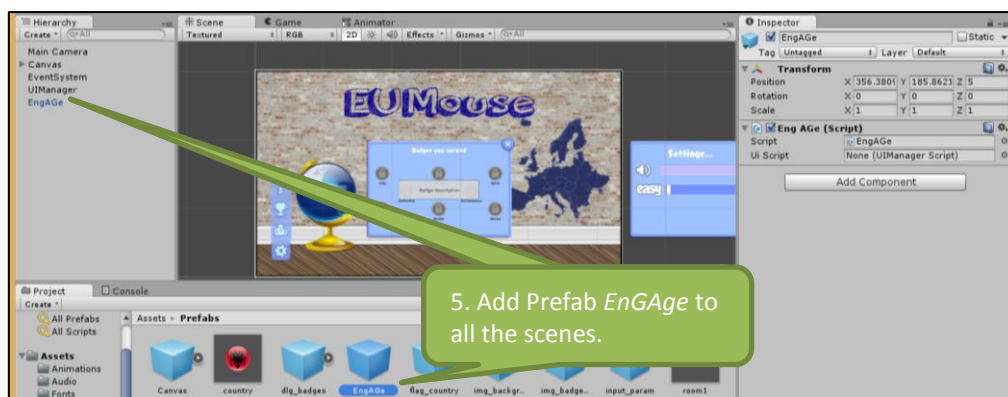 Hierarchy
Create
All
Main Camera
Canvas
EventSystem
UIManager
EngAGe
Scene
Game
Animator
Textured
RGB
2D
Effects
Gizmos
All
EUMouse
Badges you earned
Badge description
Settings...
easy
Inspector
EngAGe
Static
Tag Untagged
Layer Default
Transform
Position X 356.3809 Y 185.8623 Z 5
Rotation X 0 Y 0 Z 0
Scale X 1 Y 1 Z 1
Eng AGe (Script)
Script EngAGe
Ui Script None (UIManager Script)
Add Component
5. Add Prefab EnGAge to
all the scenes.
Project
Console
Create
All Prefabs
All Scripts
Assets
Animations
Audio
Fonts
Assets Prefabs
Canvas
country
dlg_badges
EngAGe
flag_country
img_backgr...
img_badge...
input_param
room1